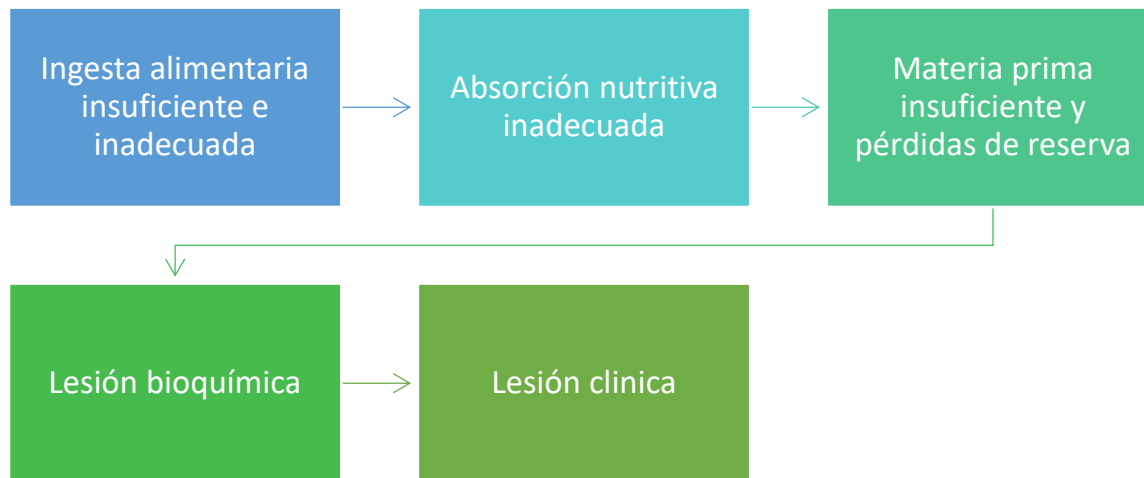 Ingesta alimentaria
insuficiente e
inadecuada
Absorción nutritiva
inadecuada
Materia prima
insuficiente y
pérdidas de reserva
Lesión bioquímica
Lesión clinica